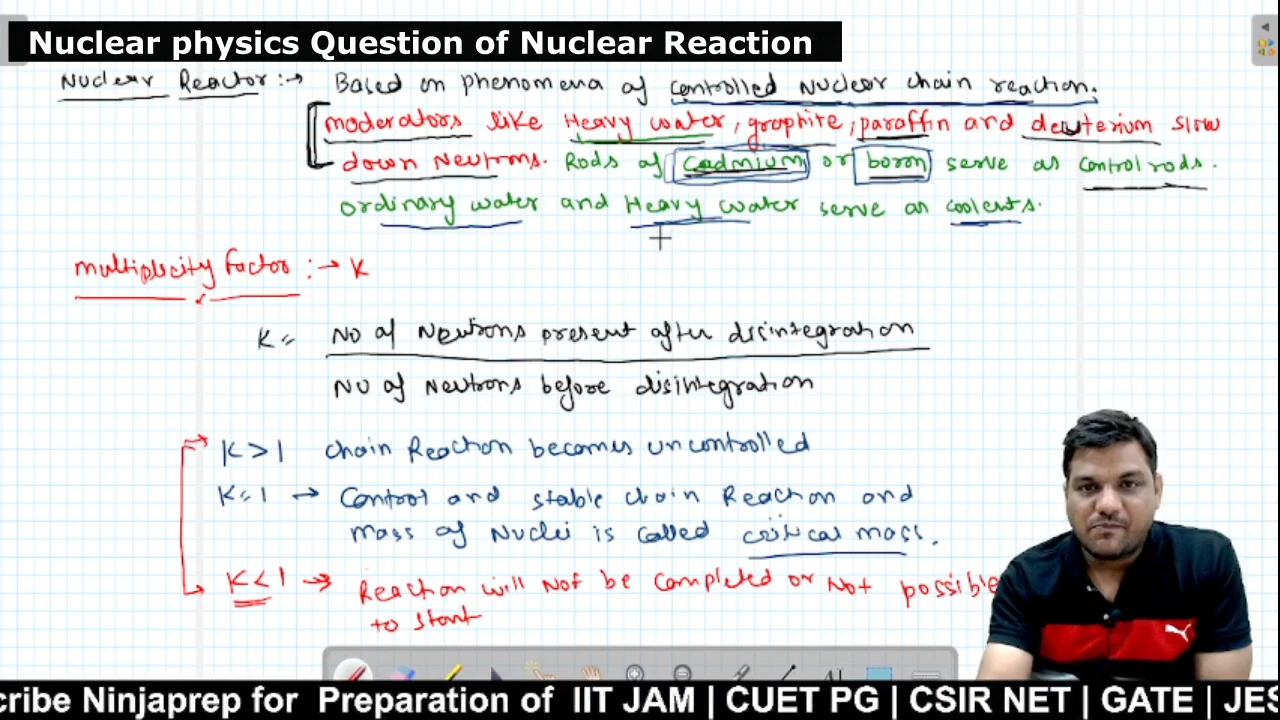 Nuclear physics Question of Nuclear Reaction
Nuclear Reactor :→ Based on phenomena of controlled Nuclear chain reaction.
moderators like Heavy water, graphite, paraffin and deuterium slow
down Neutrons. Rods of Cadmium or boron serve as control rods.
ordinary water and Heavy water serve as coolents.
multiplicity factor :→ K
K = No of Neutrons present after disintegration
No of Neutrons before disintegration
K > 1 chain Reaction becomes uncontrolled
K = 1 → Control and stable chain Reaction and
mass of Nuclei is called critical mass.
K < 1 → Reaction will Not be completed or Not possible
to start
cribe Ninjaprep for Preparation of IIT JAM | CUET PG | CSIR NET | GATE | JES